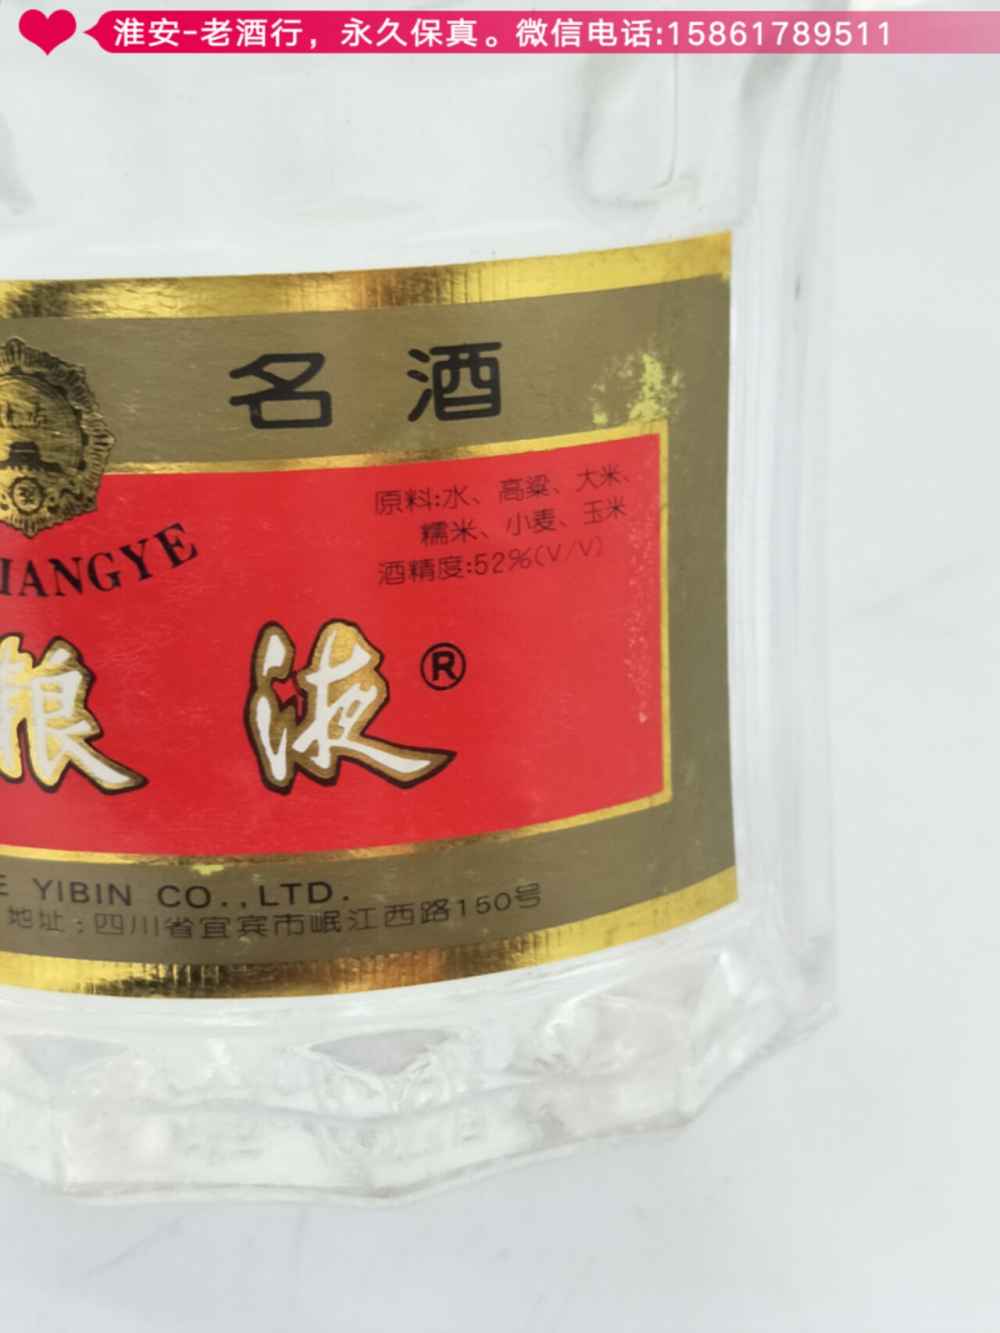 淮安-老酒行，永久保真。微信电话:15861789511
名酒
原料:水、高粱、大米、
糯米、小麦、玉米
酒精度:52%(V/V)
IANGYE
粮液®
E YIBIN CO.,LTD.
地址:四川省宜宾市岷江西路150号